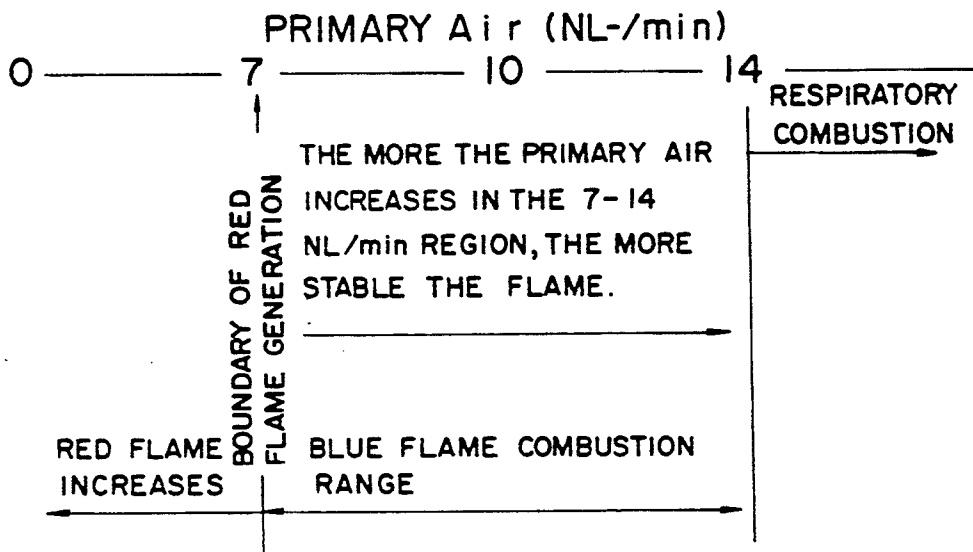 PRIMARY Air (NL-/min)
0 7 10 14
RESPIRATORY
COMBUSTION
THE MORE THE PRIMARY AIR
INCREASES IN THE 7-14
NL/min REGION, THE MORE
STABLE THE FLAME.
BOUNDARY OF RED
FLAME GENERATION
RED FLAME
INCREASES
BLUE FLAME COMBUSTION
RANGE